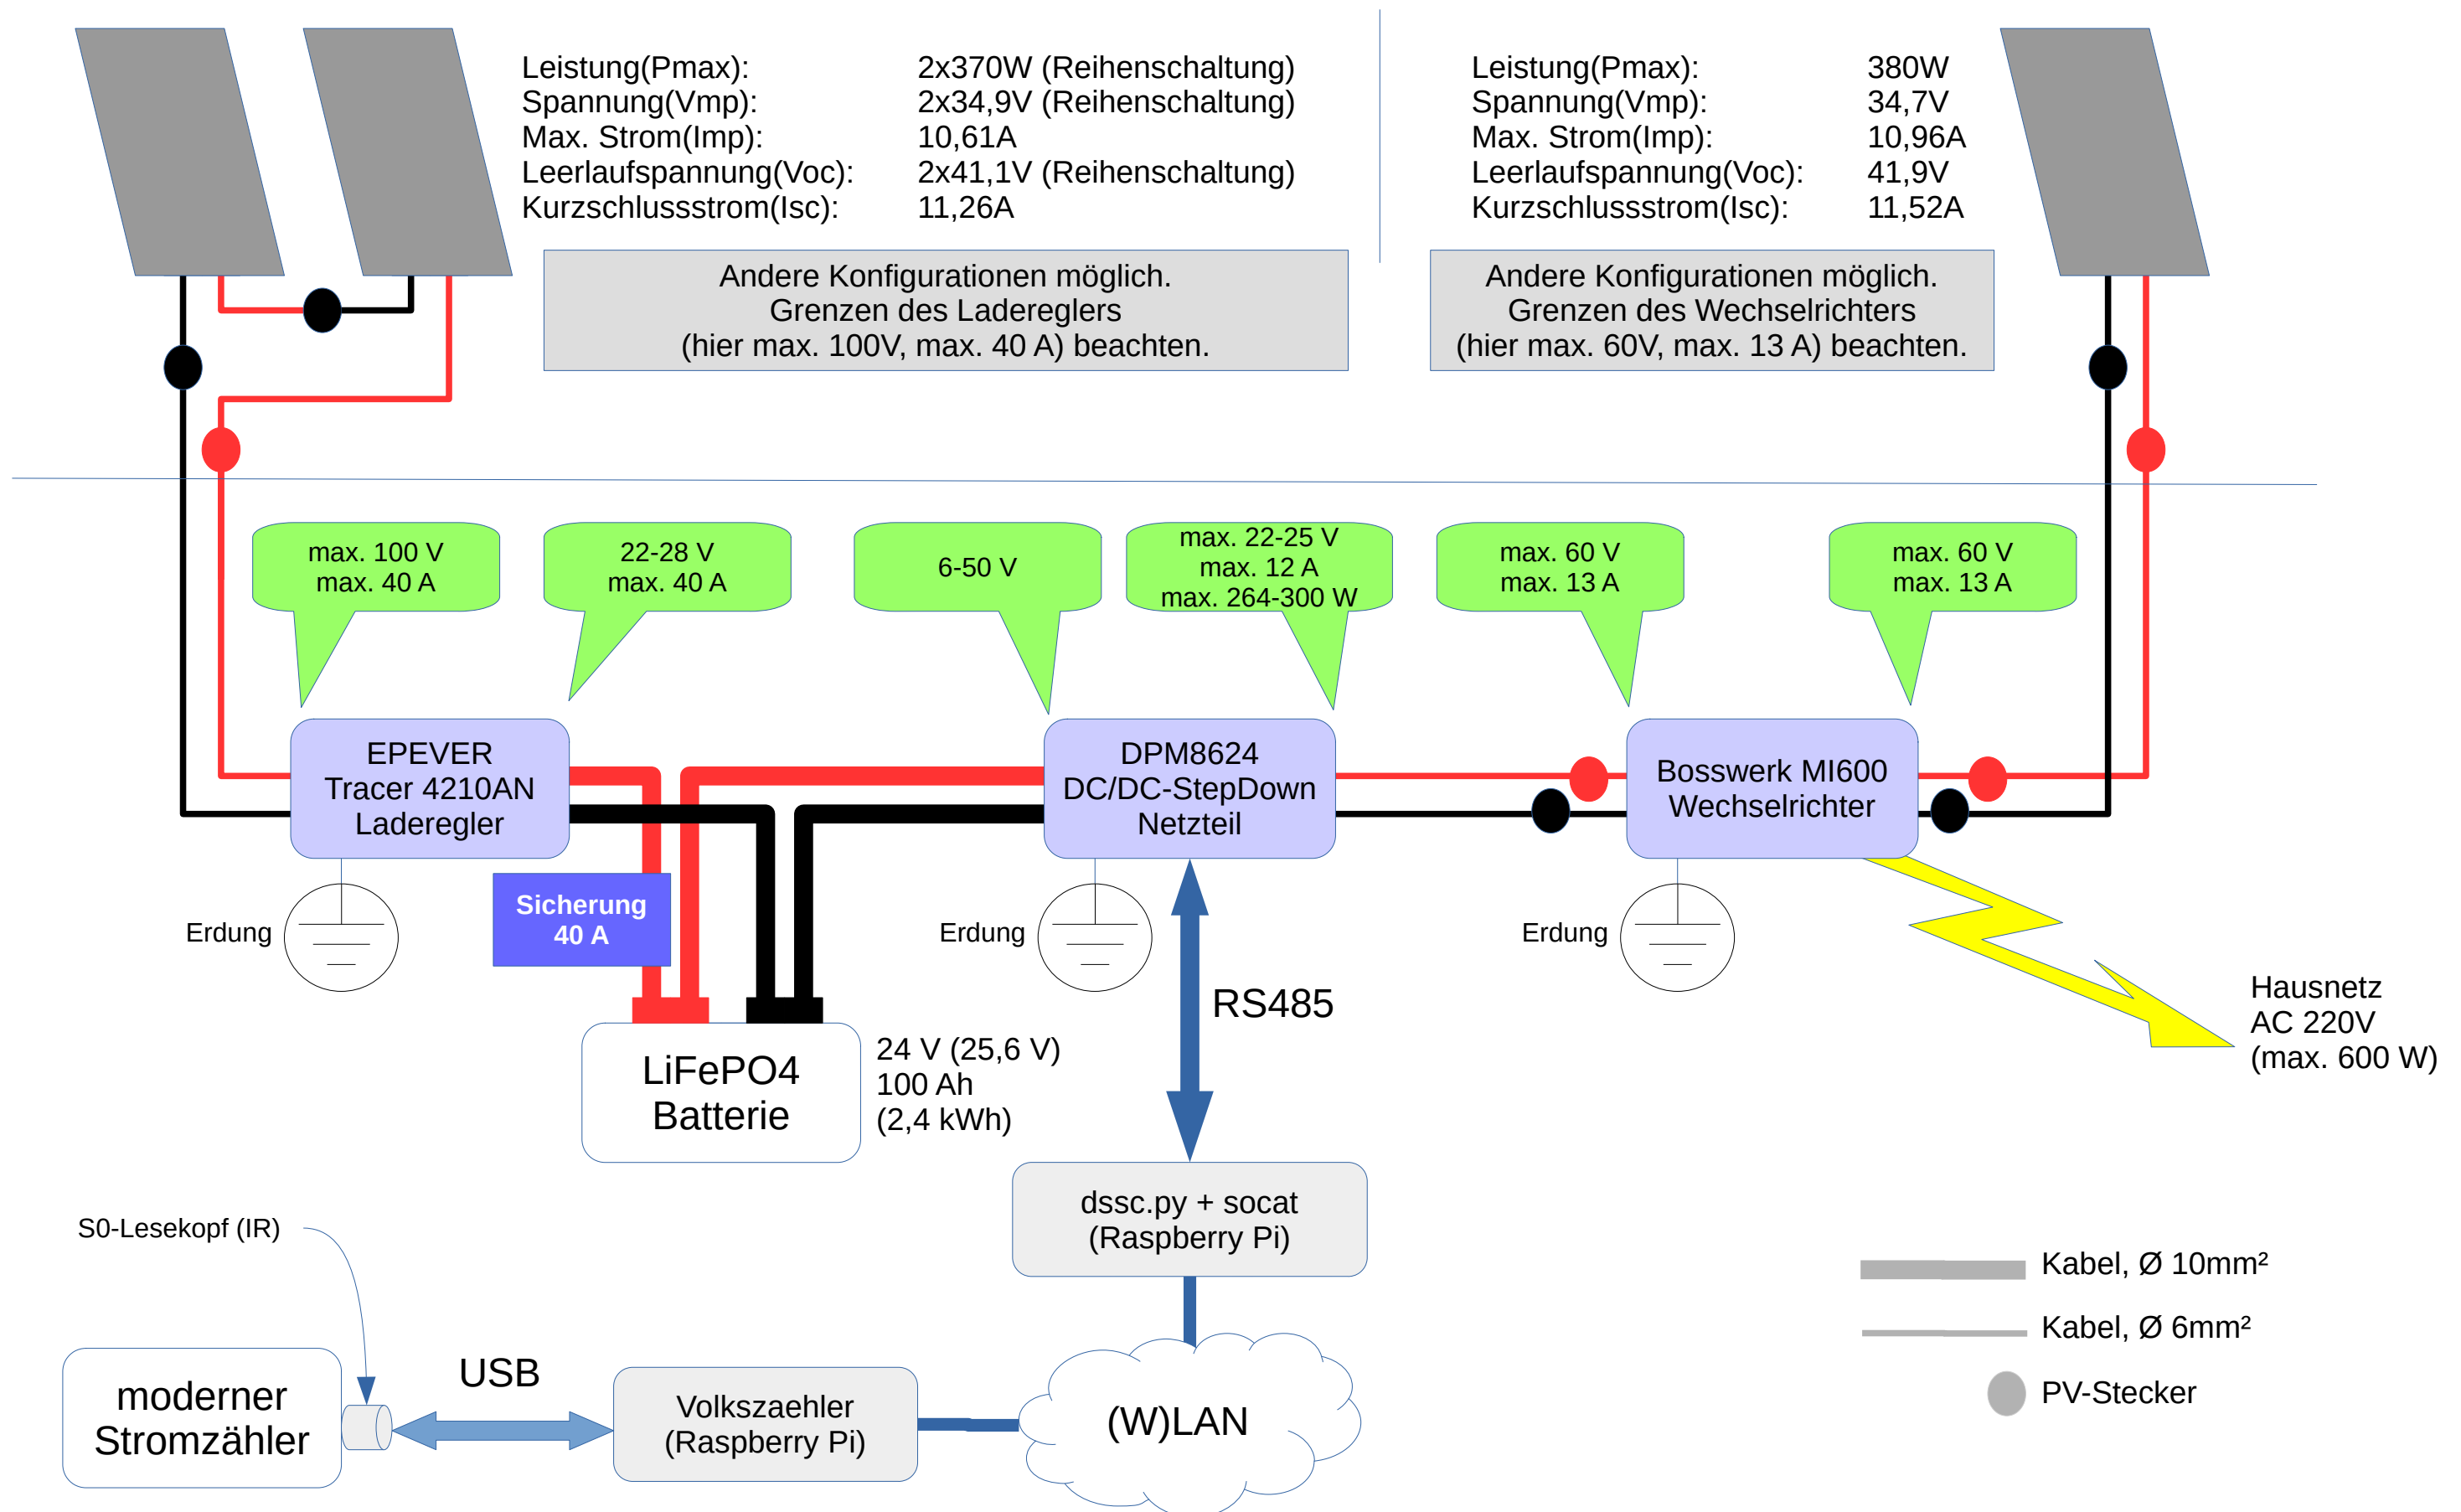 Leistung(Pmax): 2x370W (Reihenschaltung)
Spannung(Vmp): 2x34,9V (Reihenschaltung)
Max. Strom(Imp): 10,61A
Leerlaufspannung(Voc): 2x41,1V (Reihenschaltung)
Kurzschlussstrom(Isc): 11,26A
Leistung(Pmax): 380W
Spannung(Vmp): 34,7V
Max. Strom(Imp): 10,96A
Leerlaufspannung(Voc): 41,9V
Kurzschlussstrom(Isc): 11,52A
Andere Konfigurationen möglich.
Grenzen des Ladereglers
(hier max. 100V, max. 40 A) beachten.
Andere Konfigurationen möglich.
Grenzen des Wechselrichters
(hier max. 60V, max. 13 A) beachten.
max. 100 V
max. 40 A
22-28 V
max. 40 A
6-50 V
max. 22-25 V
max. 12 A
max. 264-300 W
max. 60 V
max. 13 A
max. 60 V
max. 13 A
EPEVER
Tracer 4210AN
Laderegler
DPM8624
DC/DC-StepDown
Netzteil
Bosswerk MI600
Wechselrichter
Erdung
Sicherung
40 A
Erdung
Erdung
RS485
Hausnetz
AC 220V
(max. 600 W)
LiFePO4
Batterie
24 V (25,6 V)
100 Ah
(2,4 kWh)
dssc.py + socat
(Raspberry Pi)
S0-Lesekopf (IR)
Kabel, Ø 10mm²
Kabel, Ø 6mm²
PV-Stecker
moderner
Stromzähler
USB
Volkszaehler
(Raspberry Pi)
(W)LAN